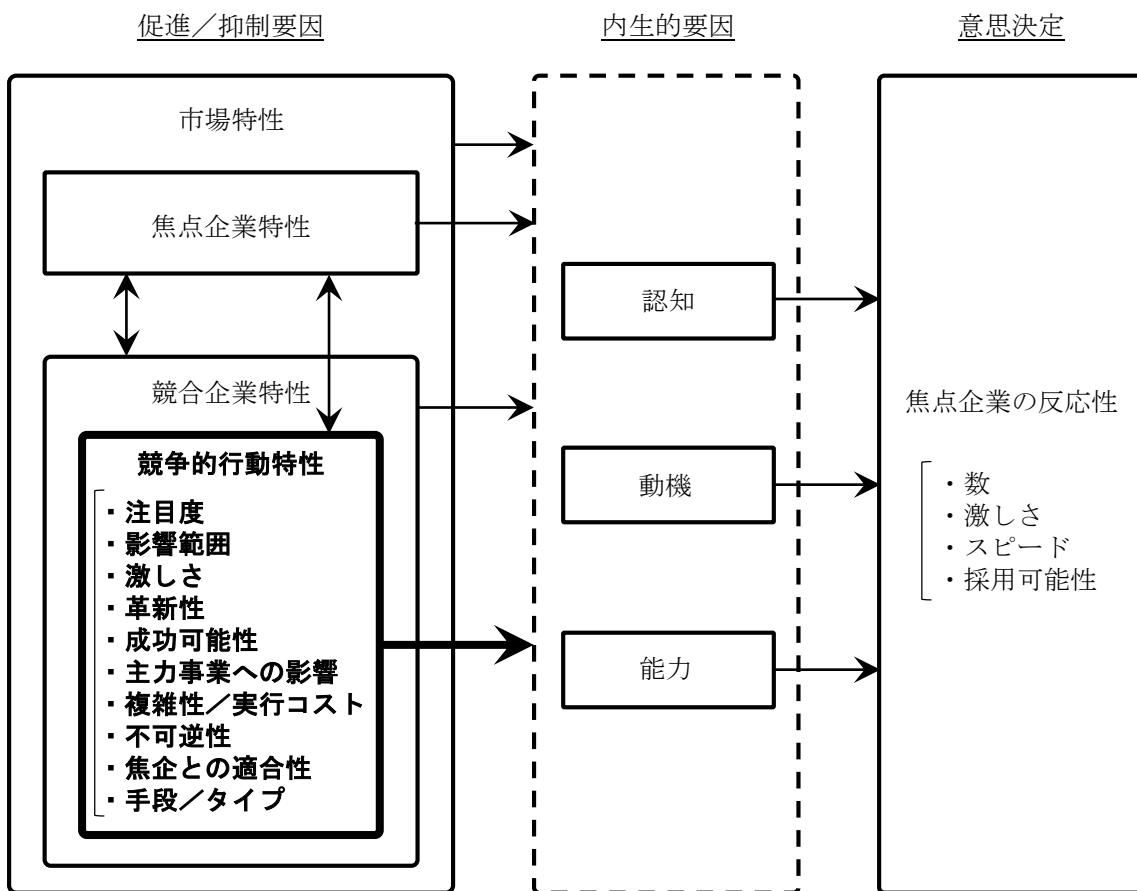 促進／抑制要因
内生的要因
意思決定
市場特性
焦点企業特性
競合企業特性
競争的行動特性
・注目度
・影響範囲
・激しさ
・革新性
・成功可能性
・主力事業への影響
・複雑性／実行コスト
・不可逆性
・焦企との適合性
・手段／タイプ
認知
動機
能力
焦点企業の反応性
・数
・激しさ
・スピード
・採用可能性